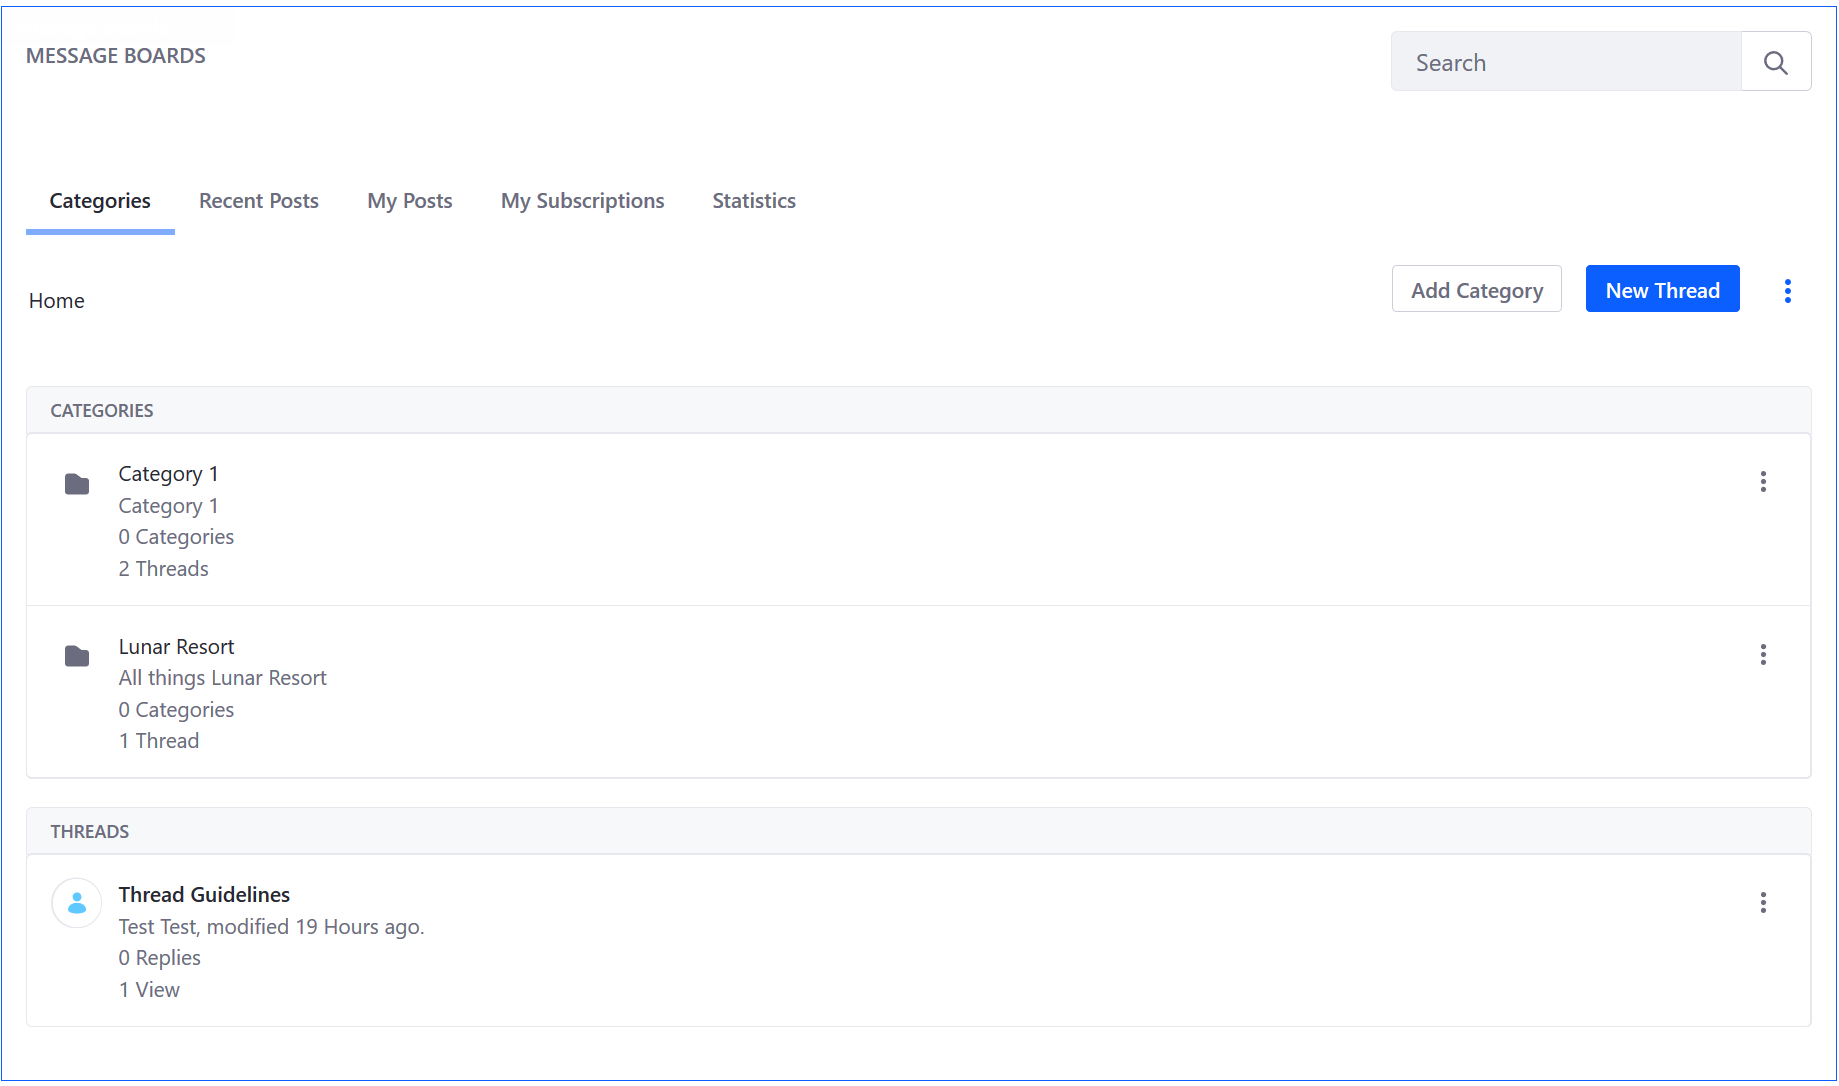 MESSAGE BOARDS
Search
Categories Recent Posts My Posts My Subscriptions Statistics
Home
Add Category New Thread
CATEGORIES
Category 1
Category 1
0 Categories
2 Threads
Lunar Resort
All things Lunar Resort
0 Categories
1 Thread
THREADS
Thread Guidelines
Test Test, modified 19 Hours ago.
0 Replies
1 View